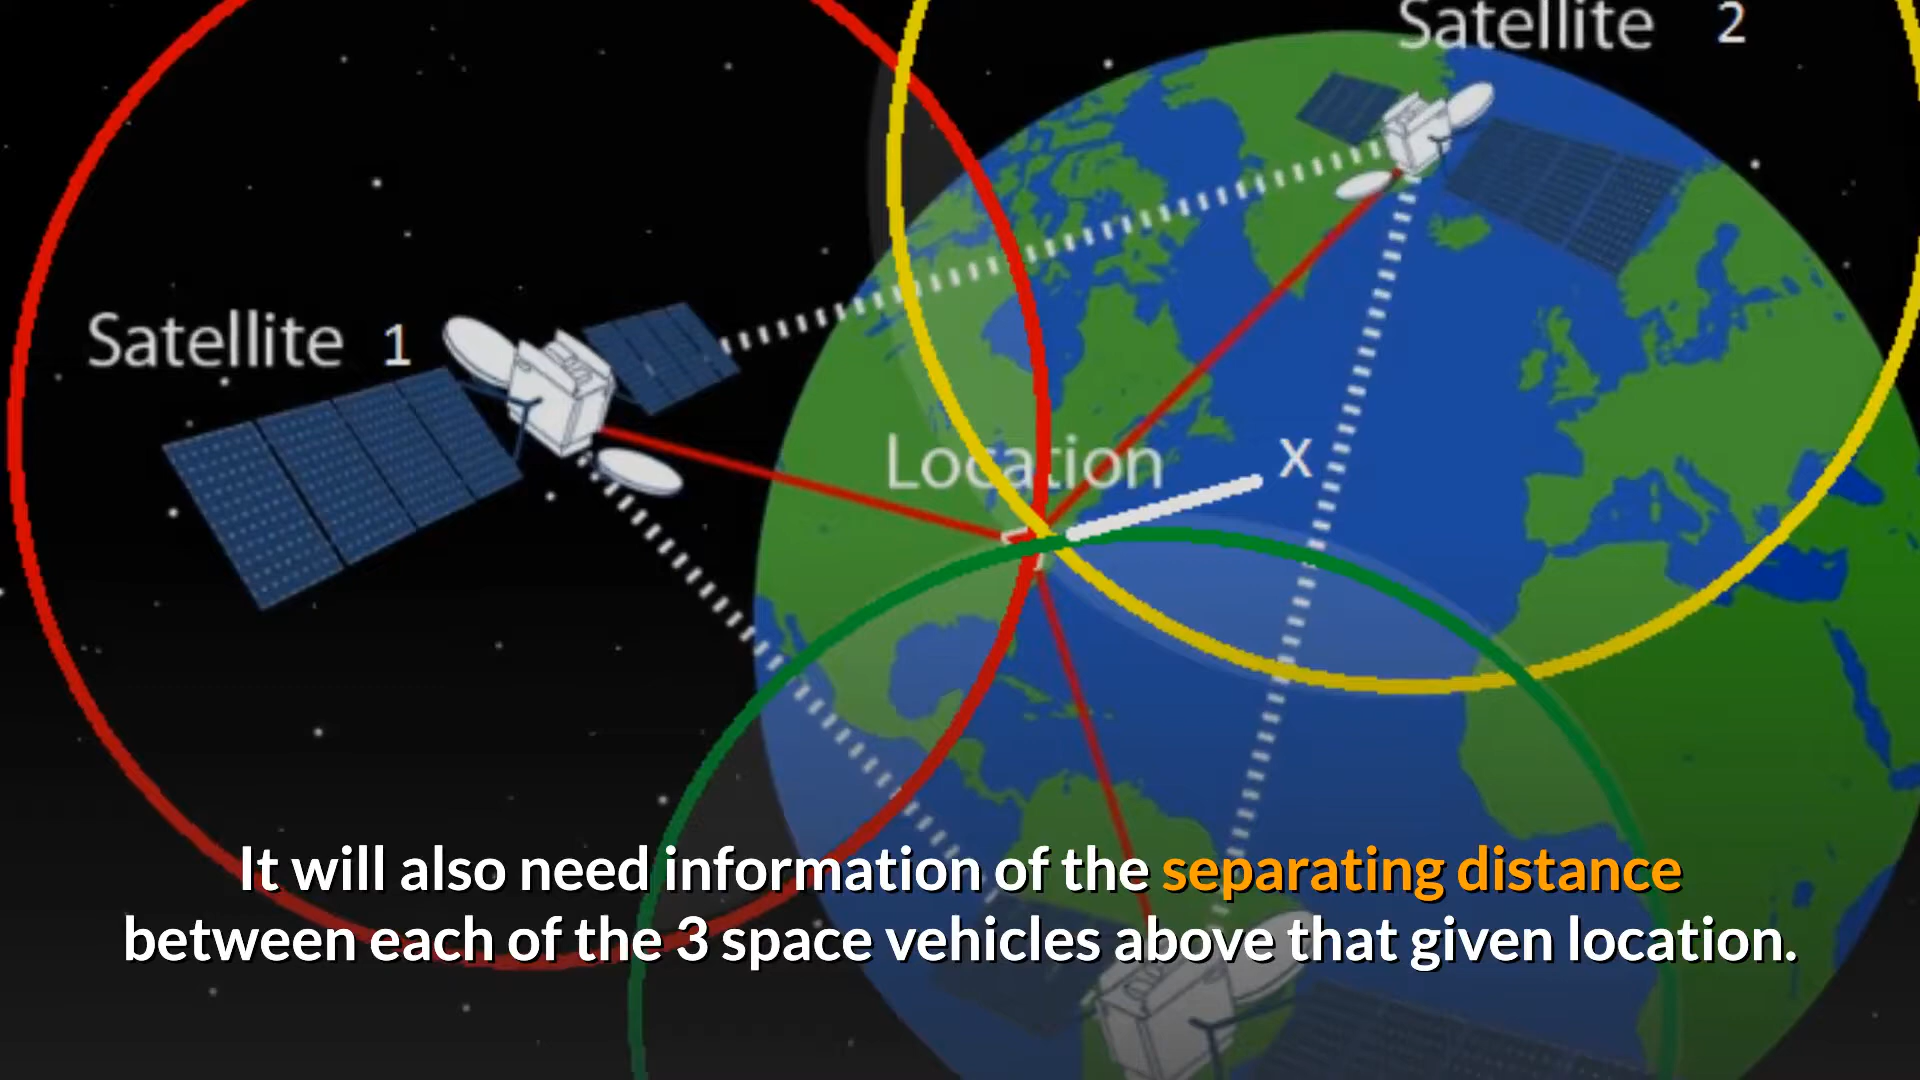 Satellite 2
Satellite 1
Location
X
It will also need information of the separating distance
between each of the 3 space vehicles above that given location.